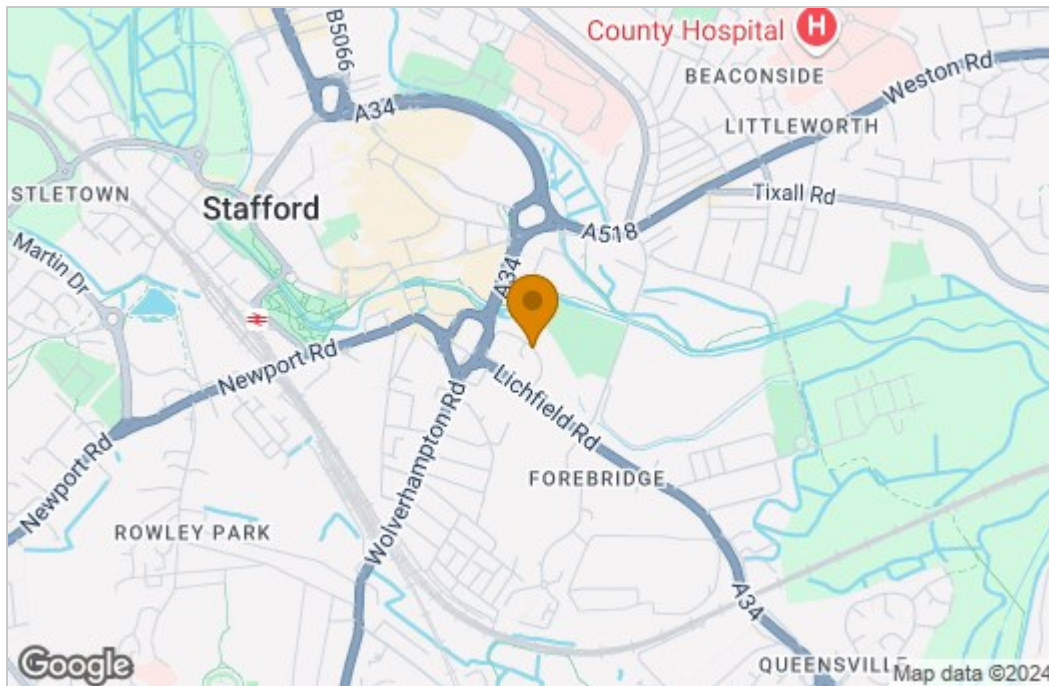 B5066
County Hospital
H
BEACONSIDE
Weston Rd
A34
LITTLEWORTH
STLETOWN
Stafford
Tixall Rd
A518
Martin Dr
A34
Newport Rd
Lichfield Rd
Wolverhampton Rd
FOREBRIDGE
Newport Rd
ROWLEY PARK
A34
QUEENSVILLE
Google
Map data ©2024